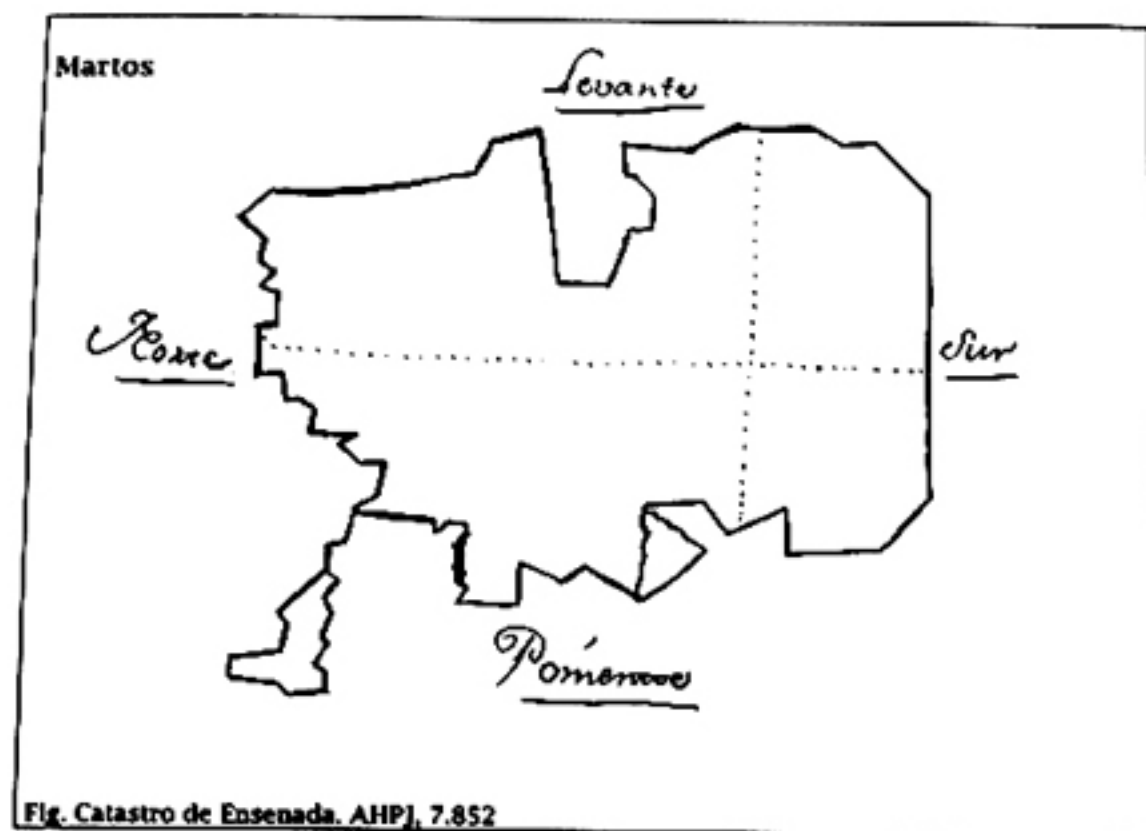 Martos
Levante
Norte
Sur
Poniente
Fig. Catastro de Ensenada. AHPJ, 7.852